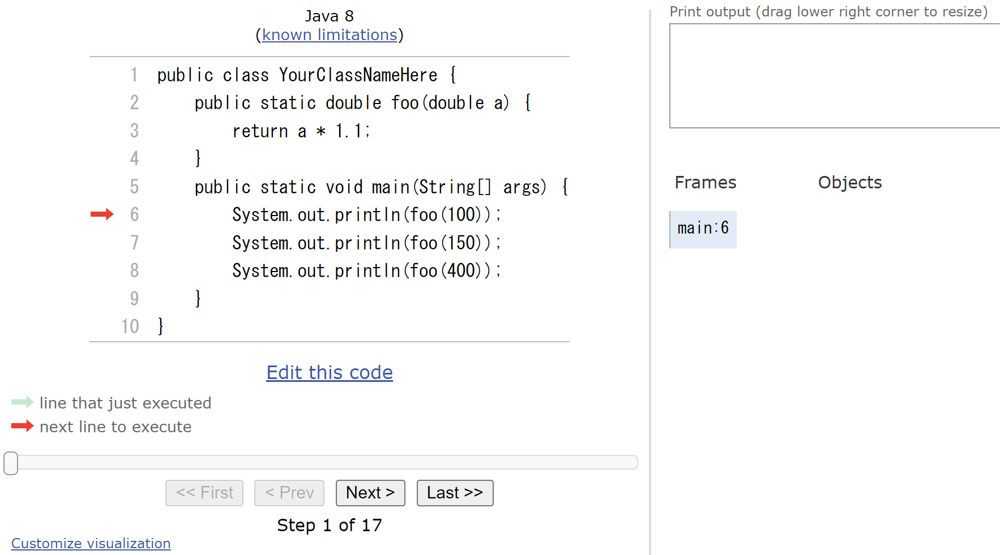 Java 8
(known limitations)
1 public class YourClassNameHere {
2     public static double foo(double a) {
3         return a * 1.1;
4     }
5     public static void main(String[] args) {
6         System.out.println(foo(100));
7         System.out.println(foo(150));
8         System.out.println(foo(400));
9     }
10 }
Edit this code
line that just executed
next line to execute
<< First  < Prev  Next >  Last >>
Step 1 of 17
Customize visualization
Print output (drag lower right corner to resize)
Frames  Objects
main:6